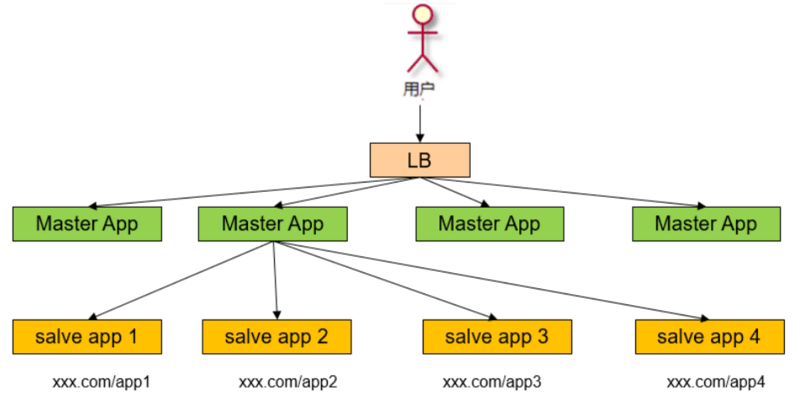 用户
LB
Master App
Master App
Master App
Master App
salve app 1
salve app 2
salve app 3
salve app 4
xxx.com/app1
xxx.com/app2
xxx.com/app3
xxx.com/app4